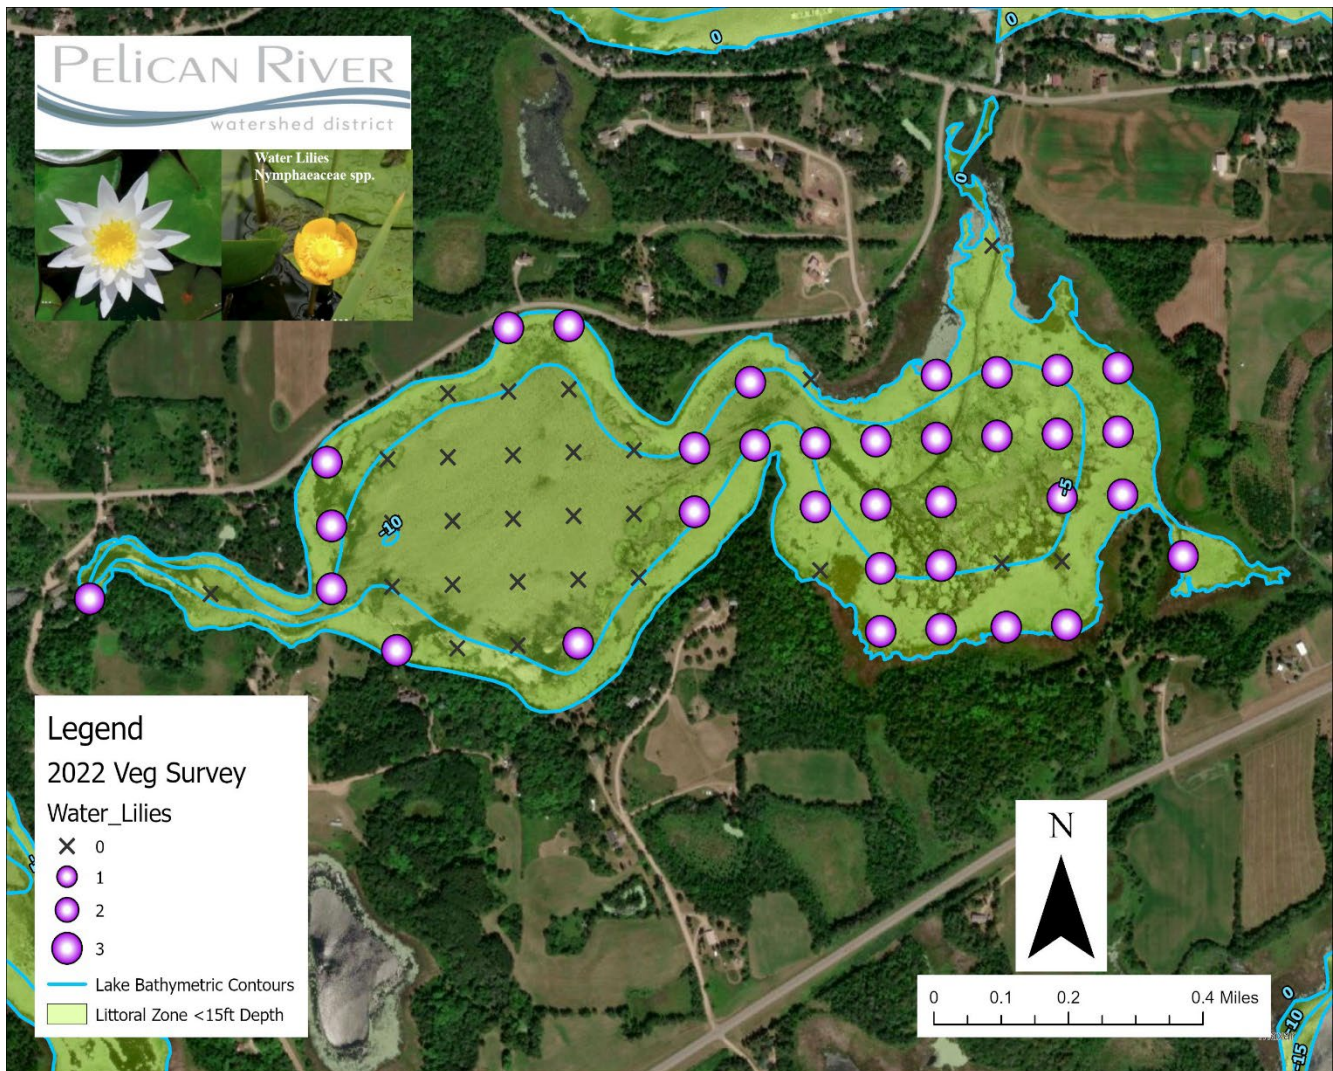 0
0
PELICAN RIVER
watershed district
Water Lilies
Nymphaeaceae spp.
0
-5
-10
Legend
2022 Veg Survey
Water_Lilies
0
1
2
3
Lake Bathymetric Contours
Littoral Zone <15ft Depth
N
0 0.1 0.2 0.4 Miles
0
-10
-15